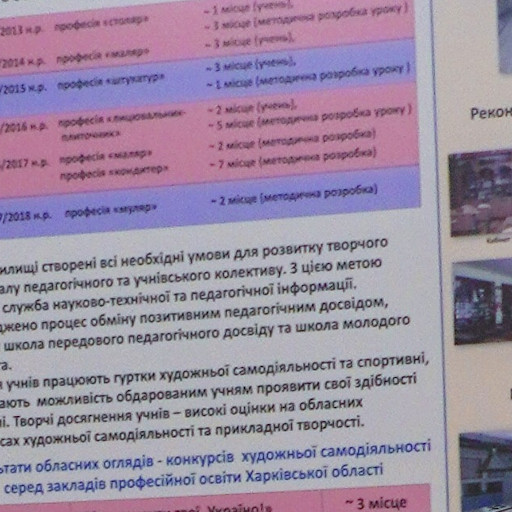 ~ 1 місце (учень),
2013 н.р. професія «столяр» ~ 3 місце (методична розробка уроку )
/2014 н.р. професія «маляр» ~ 3 місце (учень),
/2015 н.р. професія «штукатур» ~ 3 місце (учень),
~ 1 місце (методична розробка уроку )
/2016 н.р. професія «лицювальник-плиточник» ~ 2 місце (учень),
~ 5 місце (методична розробка уроку )
/2017 н.р. професія «маляр» ~ 2 місце (методична розробка)
професія «кондитер» ~ 7 місце (методична розробка)
7/2018 н.р. професія «муляр» ~ 2 місце (методична розробка)
илищі створені всі необхідні умови для розвитку творчого
алу педагогічного та учнівського колективу. З цією метою
служба науково-технічної та педагогічної інформації.
джено процес обміну позитивним педагогічним досвідом,
школа передового педагогічного досвіду та школа молодого
га.
я учнів працюють гуртки художньої самодіяльності та спортивні,
ають можливість обдарованим учням проявити свої здібності
лі. Творчі досягнення учнів – високі оцінки на обласних
сах художньої самодіяльності та прикладної творчості.
ьтати обласних оглядів - конкурсів художньої самодіяльності
серед закладів професійної освіти Харківської області
Україно!» ~ 3 місце
Рекон
Кабінет